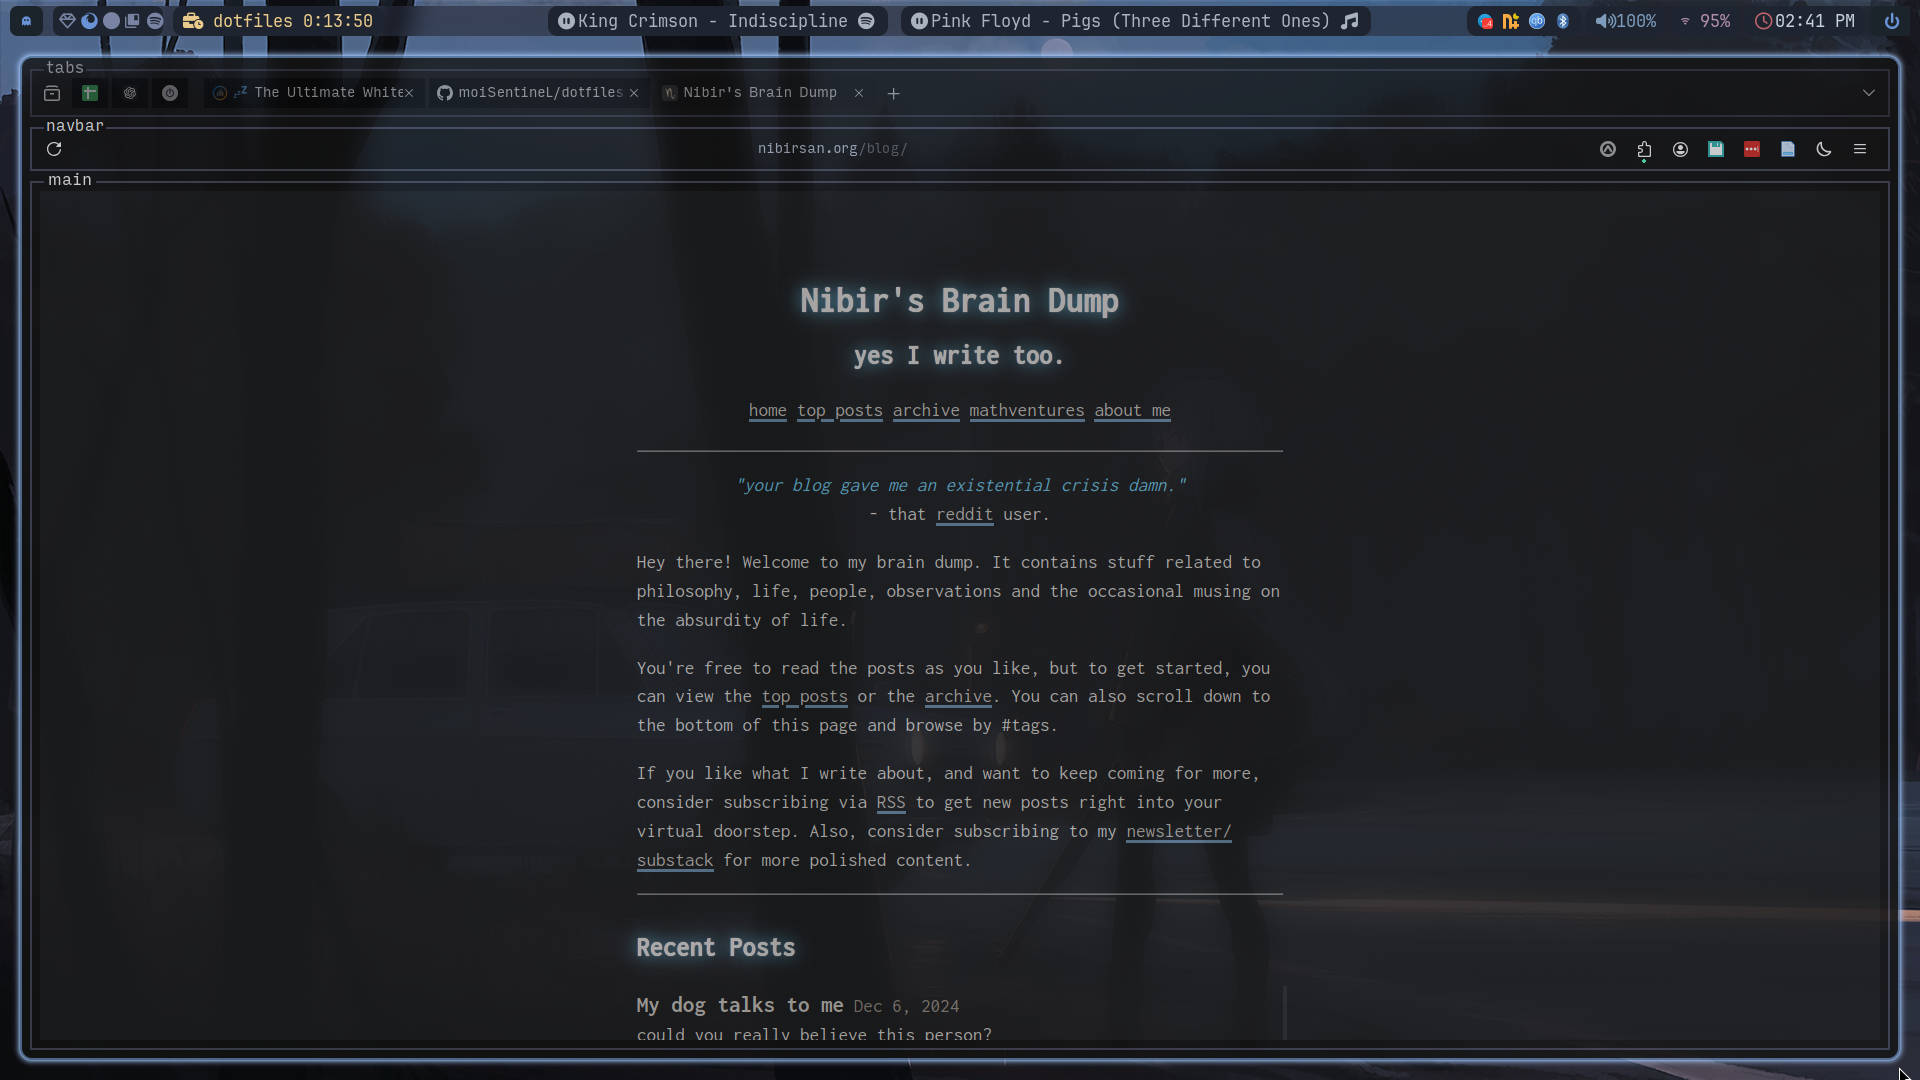 dotfiles 0:13:50
King Crimson - Indiscipline
Pink Floyd - Pigs (Three Different Ones)
100%
95%
02:41 PM
tabs
The Ultimate White
moiSentineL/dotfiles
Nibir's Brain Dump
navbar
nibirsan.org/blog/
main
Nibir's Brain Dump
yes I write too.
home top posts archive mathventures about me
"your blog gave me an existential crisis damn."
- that reddit user.
Hey there! Welcome to my brain dump. It contains stuff related to
philosophy, life, people, observations and the occasional musing on
the absurdity of life.
You're free to read the posts as you like, but to get started, you
can view the top posts or the archive. You can also scroll down to
the bottom of this page and browse by #tags.
If you like what I write about, and want to keep coming for more,
consider subscribing via RSS to get new posts right into your
virtual doorstep. Also, consider subscribing to my newsletter/
substack for more polished content.
Recent Posts
My dog talks to me Dec 6, 2024
could you really believe this person?